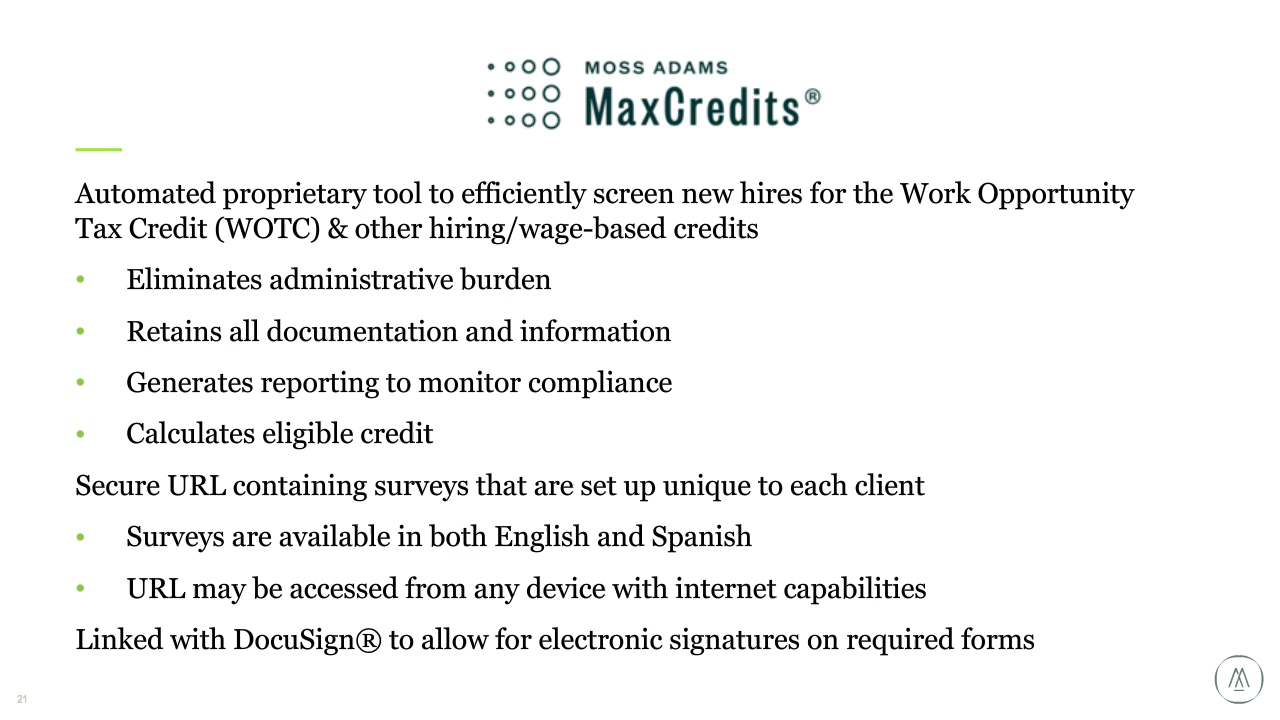 MOSS ADAMS
MaxCredits®
Automated proprietary tool to efficiently screen new hires for the Work Opportunity
Tax Credit (WOTC) & other hiring/wage-based credits
• Eliminates administrative burden
• Retains all documentation and information
• Generates reporting to monitor compliance
• Calculates eligible credit
Secure URL containing surveys that are set up unique to each client
• Surveys are available in both English and Spanish
• URL may be accessed from any device with internet capabilities
Linked with DocuSign® to allow for electronic signatures on required forms
21